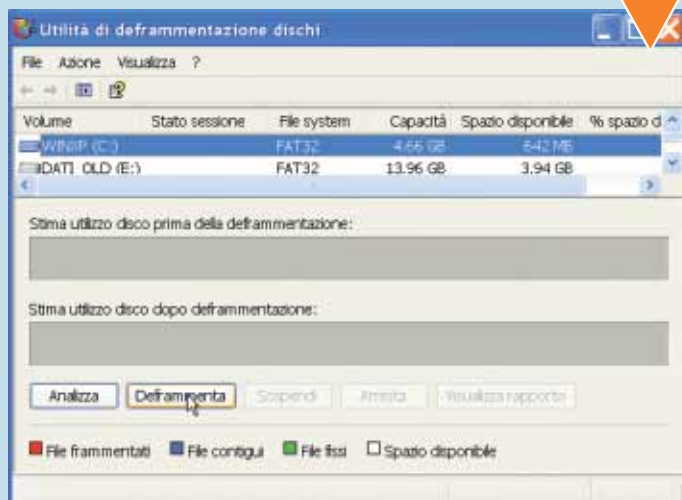 Utilità di deframmentazione dischi
File Azione Visualizza ?
Volume Stato sessione File system Capacità Spazio disponibile % spazio d
WINXP (C:) FAT32 4.66 GB 642 MB
DATI_OLD (E:) FAT32 13.96 GB 3.94 GB
Stima utilizzo disco prima della deframmentazione:
Stima utilizzo disco dopo deframmentazione:
Analizza Deframmenta Sospendi Arresta Visualizza rapporto
File frammentati File contigui File fissi Spazio disponibile